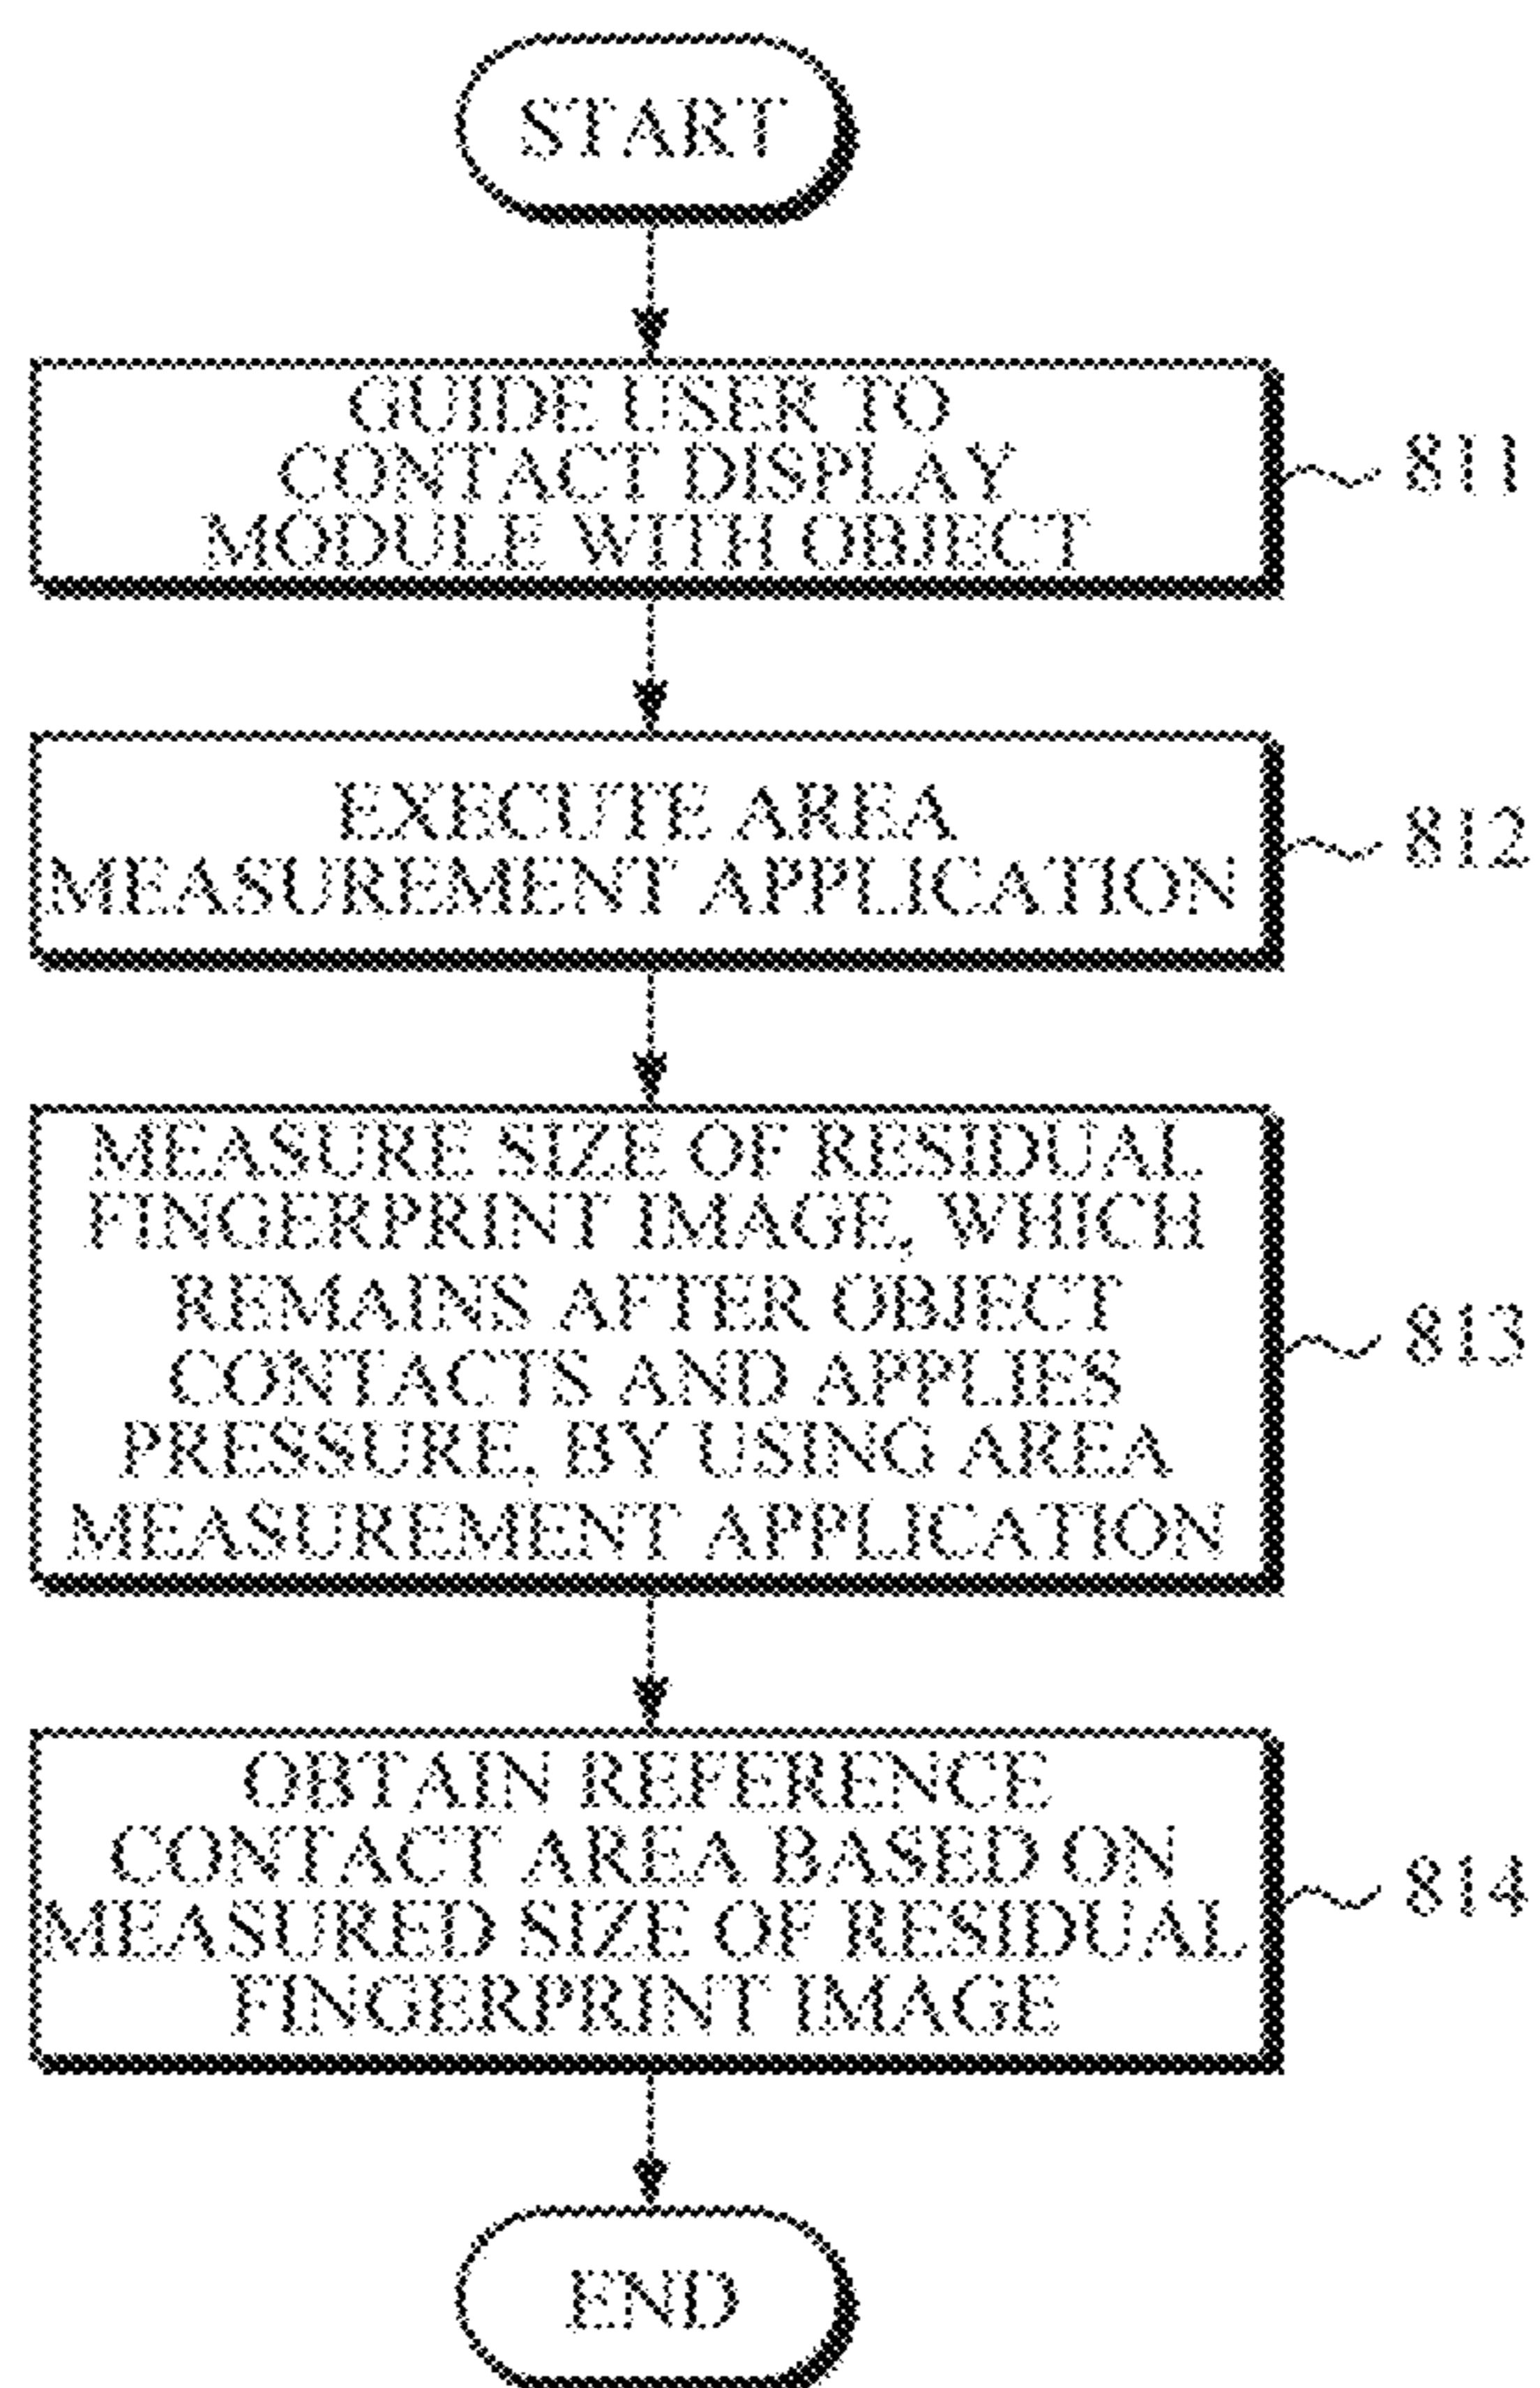 START
GUIDE USER TO
CONTACT DISPLAY
MODULE WITH OBJECT
811
EXECUTE AREA
MEASUREMENT APPLICATION
812
MEASURE SIZE OF RESIDUAL
FINGERPRINT IMAGE, WHICH
REMAINS AFTER OBJECT
CONTACTS AND APPLIES
PRESSURE, BY USING AREA
MEASUREMENT APPLICATION
813
OBTAIN REFERENCE
CONTACT AREA BASED ON
MEASURED SIZE OF RESIDUAL
FINGERPRINT IMAGE
814
END